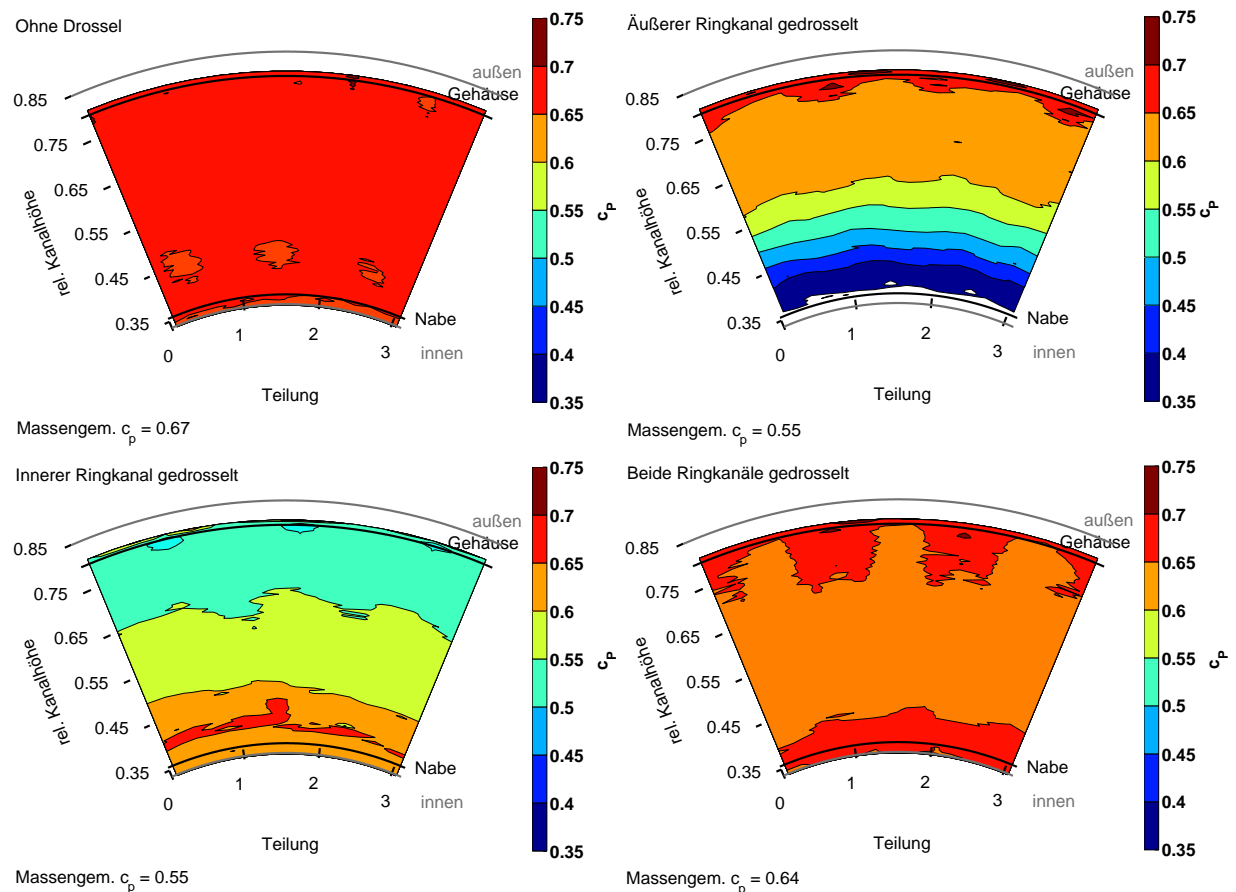 Ohne Drossel
0.85
0.75
0.65
0.55
0.45
0.35
rel. Kanalhöhe
0
1
2
3
Teilung
außen
Gehäuse
Nabe
innen
0.75
0.7
0.65
0.6
0.55
0.5
0.45
0.4
0.35
cP
Massengem. cp = 0.67
Äußerer Ringkanal gedrosselt
0.85
0.75
0.65
0.55
0.45
0.35
rel. Kanalhöhe
0
1
2
3
Teilung
außen
Gehäuse
Nabe
innen
0.75
0.7
0.65
0.6
0.55
0.5
0.45
0.4
0.35
cP
Massengem. cp = 0.55
Innerer Ringkanal gedrosselt
0.85
0.75
0.65
0.55
0.45
0.35
rel. Kanalhöhe
0
1
2
3
Teilung
außen
Gehäuse
Nabe
innen
0.75
0.7
0.65
0.6
0.55
0.5
0.45
0.4
0.35
cP
Massengem. cp = 0.55
Beide Ringkanäle gedrosselt
0.85
0.75
0.65
0.55
0.45
0.35
rel. Kanalhöhe
0
1
2
3
Teilung
außen
Gehäuse
Nabe
innen
0.75
0.7
0.65
0.6
0.55
0.5
0.45
0.4
0.35
cP
Massengem. cp = 0.64